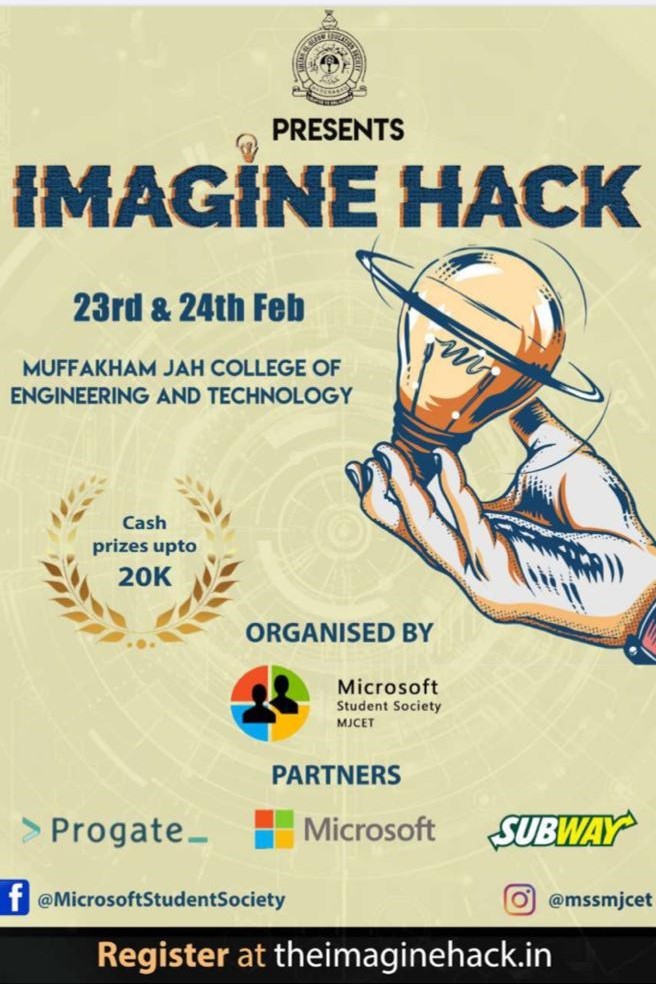 PRESENTS
IMAGINE HACK
23rd & 24th Feb
MUFFAKHAM JAH COLLEGE OF
ENGINEERING AND TECHNOLOGY
Cash
prizes upto
20K
ORGANISED BY
Microsoft
Student Society
MJCET
PARTNERS
>Progate_
Microsoft
SUBWAY
f @MicrosoftStudentSociety
@mssmjcet
Register at theimaginehack.in